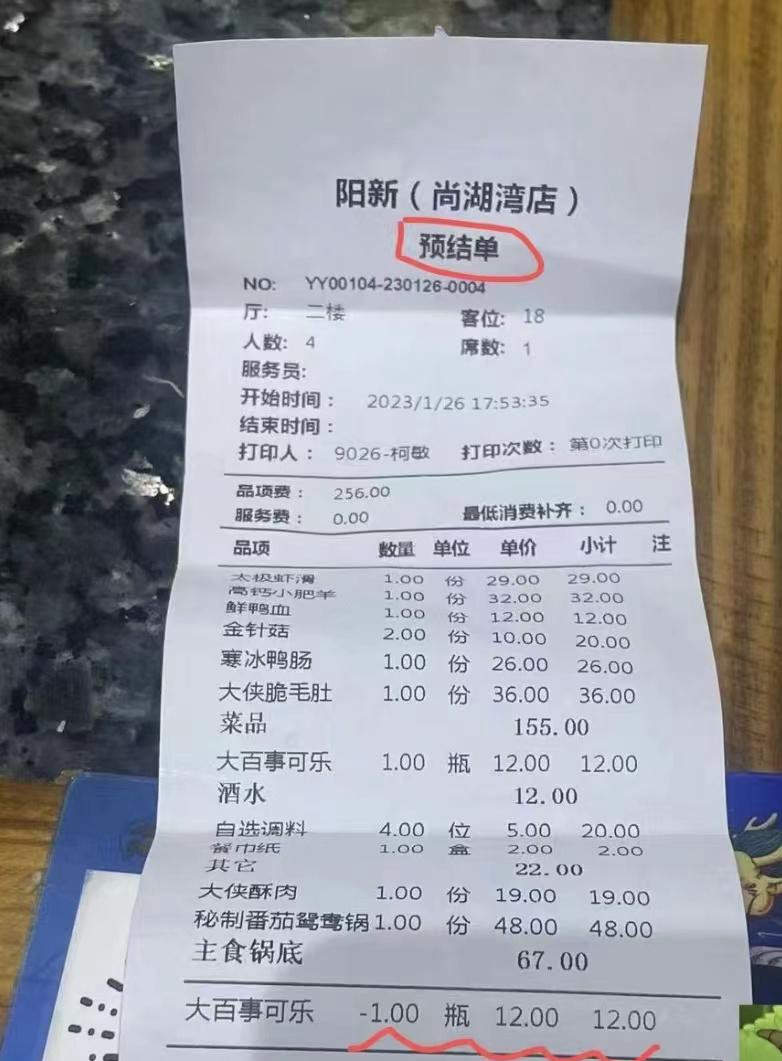 阳新（尚湖湾店）
预结单
NO: YY00104-230126-0004
厅: 二楼 客位: 18
人数: 4 席数: 1
服务员:
开始时间： 2023/1/26 17:53:35
结束时间：
打印人： 9026-柯敏 打印次数： 第0次打印
品项费： 256.00
服务费： 0.00 最低消费补齐： 0.00
品项 数量 单位 单价 小计 注
太极虾滑 1.00 份 29.00 29.00
高钙小肥羊 1.00 份 32.00 32.00
鲜鸭血 1.00 份 12.00 12.00
金针菇 2.00 份 10.00 20.00
寒冰鸭肠 1.00 份 26.00 26.00
大侠脆毛肚 1.00 份 36.00 36.00
菜品 155.00
大百事可乐 1.00 瓶 12.00 12.00
酒水 12.00
自选调料 4.00 位 5.00 20.00
餐巾纸 1.00 盒 2.00 2.00
其它 22.00
大侠酥肉 1.00 份 19.00 19.00
秘制番茄鸳鸯锅 1.00 份 48.00 48.00
主食锅底 67.00
大百事可乐 -1.00 瓶 12.00 12.00